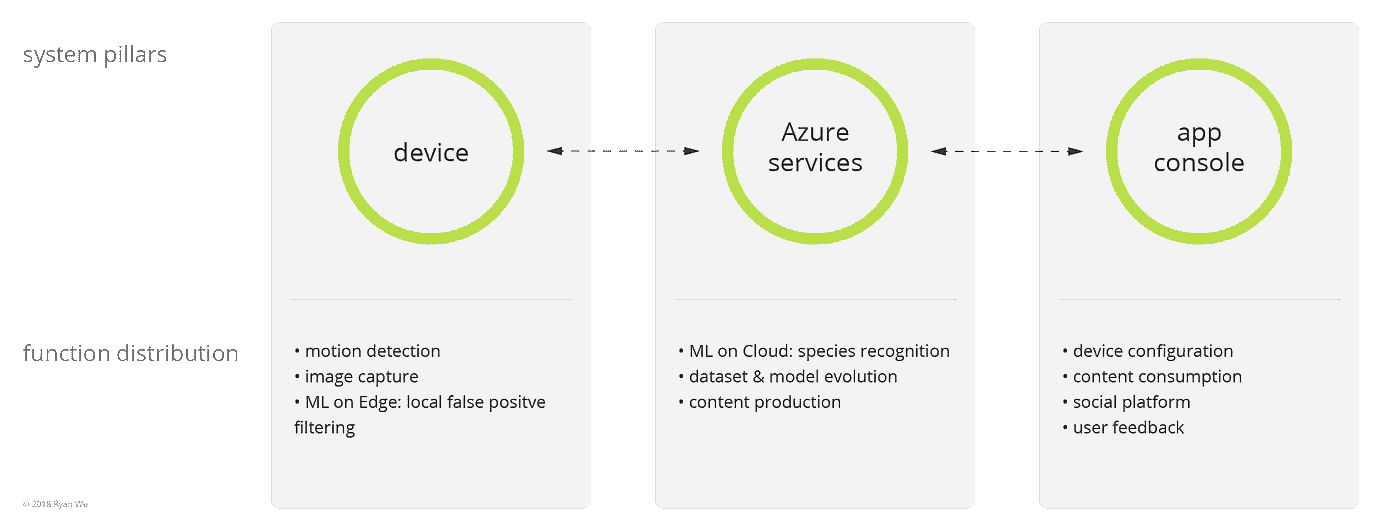 system pillars
device
Azure
services
app
console
function distribution
• motion detection
• image capture
• ML on Edge: local false positve
filtering
• ML on Cloud: species recognition
• dataset & model evolution
• content production
• device configuration
• content consumption
• social platform
• user feedback
© 2018 Ryan Wu